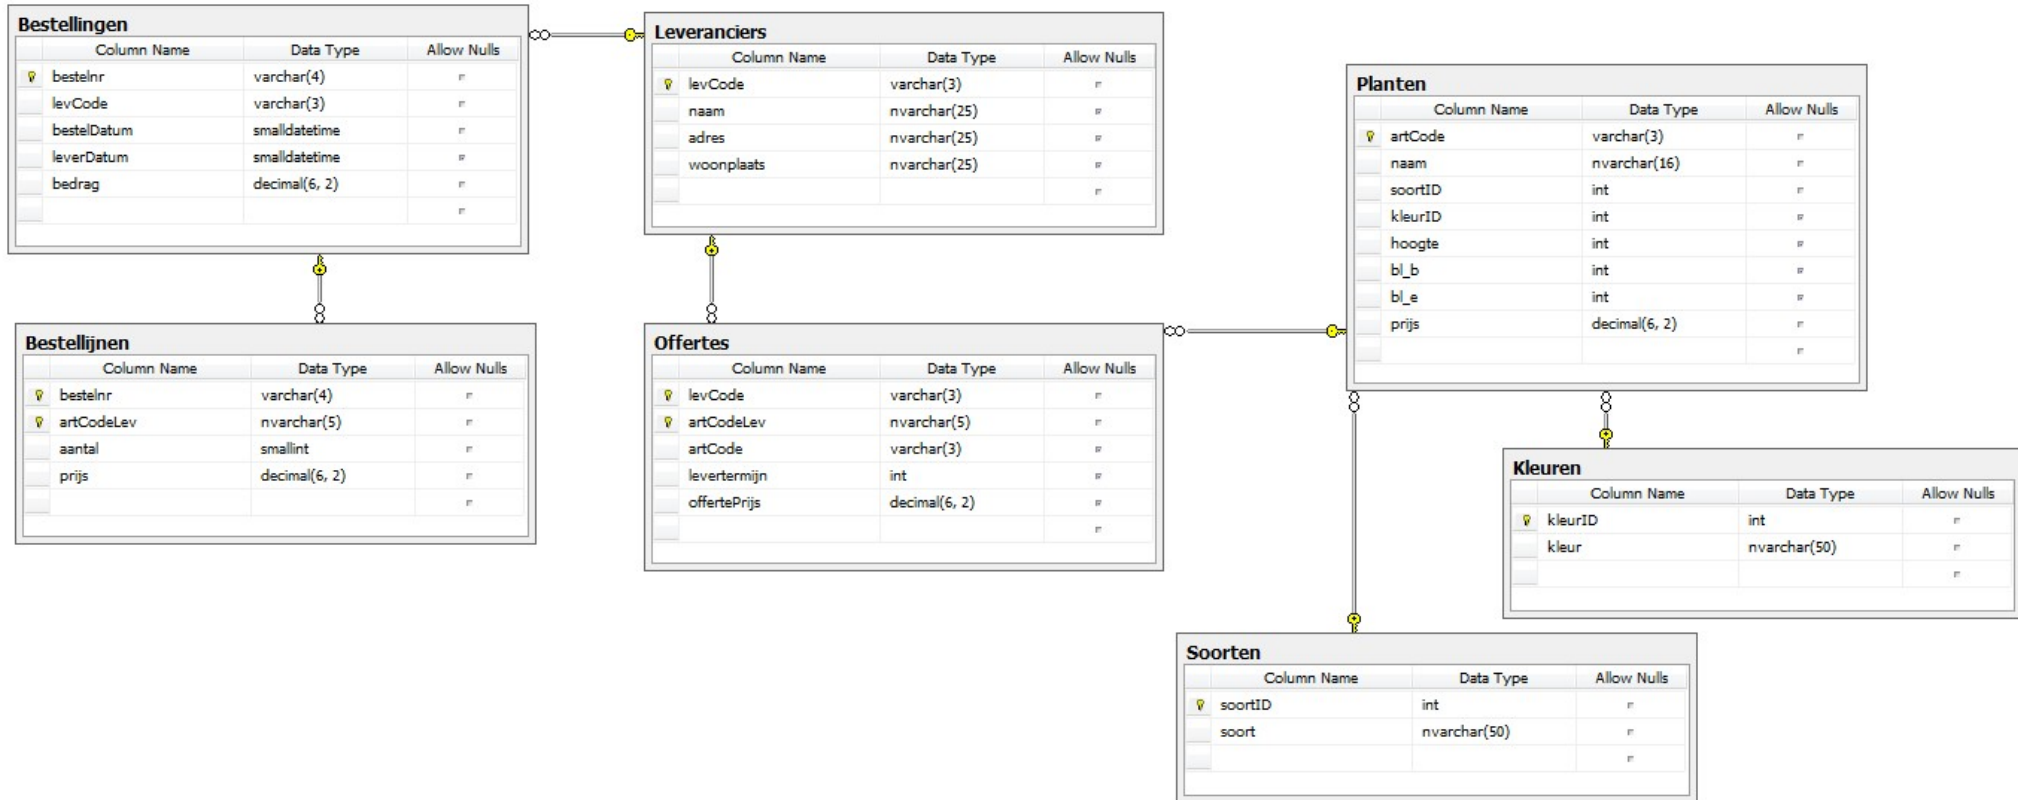 Bestellingen
Column Name Data Type Allow Nulls
bestelnr varchar(4)
levCode varchar(3)
bestelDatum smalldatetime
leverDatum smalldatetime
bedrag decimal(6, 2)
Leveranciers
Column Name Data Type Allow Nulls
levCode varchar(3)
naam nvarchar(25)
adres nvarchar(25)
woonplaats nvarchar(25)
Planten
Column Name Data Type Allow Nulls
artCode varchar(3)
naam nvarchar(16)
soortID int
kleurID int
hoogte int
bl_b int
bl_e int
prijs decimal(6, 2)
Bestellijnen
Column Name Data Type Allow Nulls
bestelnr varchar(4)
artCodeLev nvarchar(5)
aantal smallint
prijs decimal(6, 2)
Offertes
Column Name Data Type Allow Nulls
levCode varchar(3)
artCodeLev nvarchar(5)
artCode varchar(3)
levertermijn int
offertePrijs decimal(6, 2)
Kleuren
Column Name Data Type Allow Nulls
kleurID int
kleur nvarchar(50)
Soorten
Column Name Data Type Allow Nulls
soortID int
soort nvarchar(50)